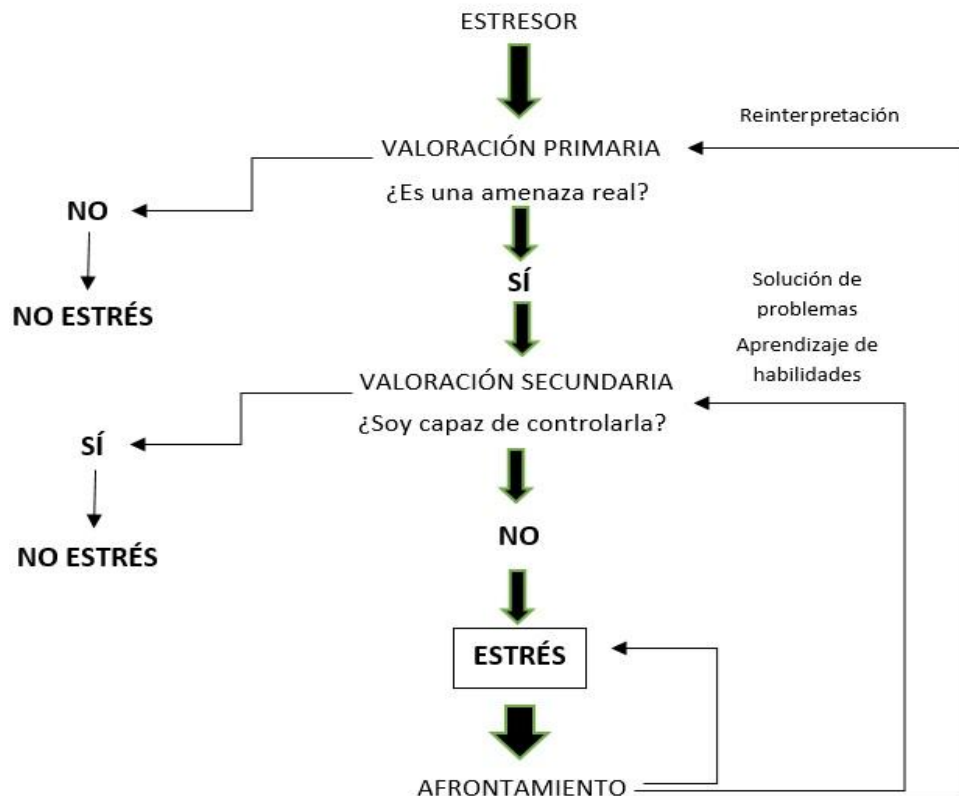 ESTRESOR
Reinterpretación
VALORACIÓN PRIMARIA
¿Es una amenaza real?
NO
SÍ
NO ESTRÉS
Solución de
problemas
Aprendizaje de
habilidades
VALORACIÓN SECUNDARIA
¿Soy capaz de controlarla?
SÍ
NO
NO ESTRÉS
ESTRÉS
AFRONTAMIENTO